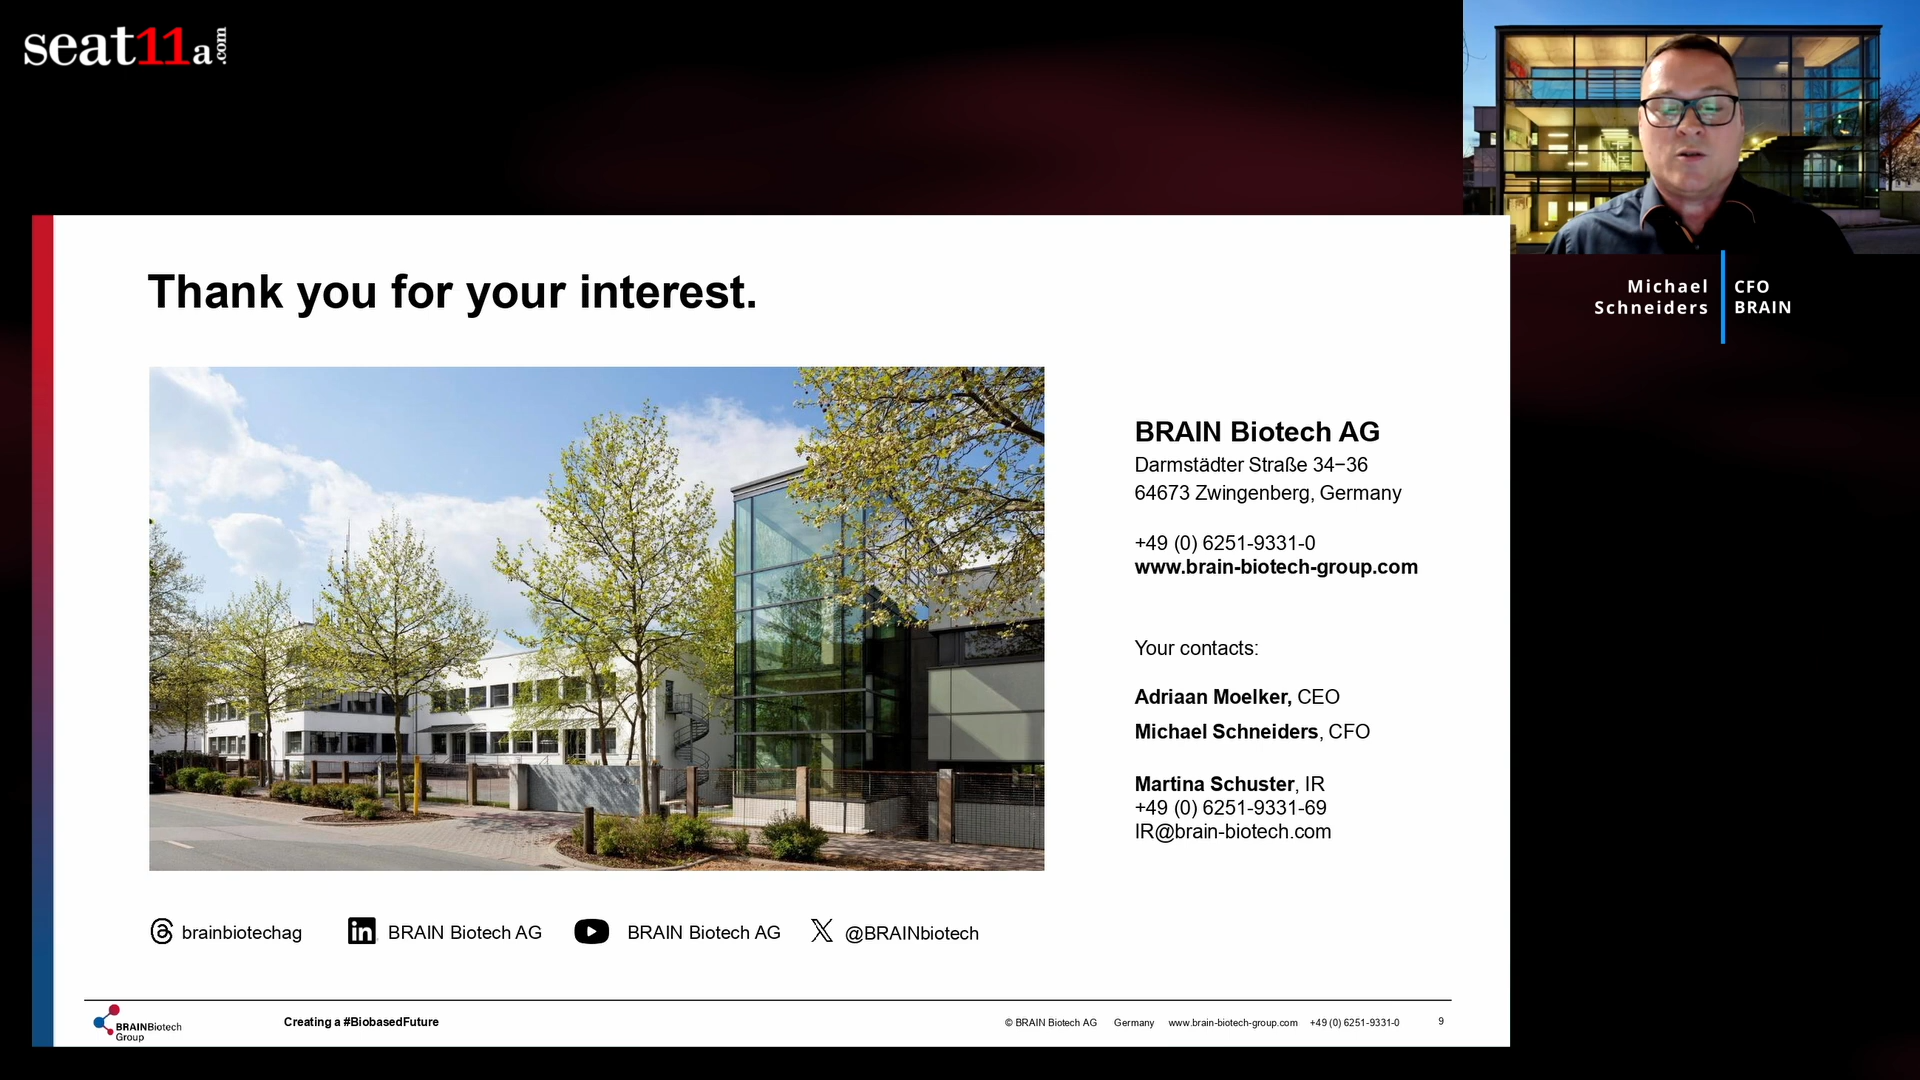 seat11a.com
Michael Schneiders
CFO BRAIN
Thank you for your interest.
BRAIN Biotech AG
Darmstädter Straße 34–36
64673 Zwingenberg, Germany
+49 (0) 6251-9331-0
www.brain-biotech-group.com
Your contacts:
Adriaan Moelker, CEO
Michael Schneiders, CFO
Martina Schuster, IR
+49 (0) 6251-9331-69
IR@brain-biotech.com
brainbiotechag
BRAIN Biotech AG
BRAIN Biotech AG
@BRAINbiotech
BRAINBiotech
Group
Creating a #BiobasedFuture
© BRAIN Biotech AG Germany www.brain-biotech-group.com +49 (0) 6251-9331-0 9